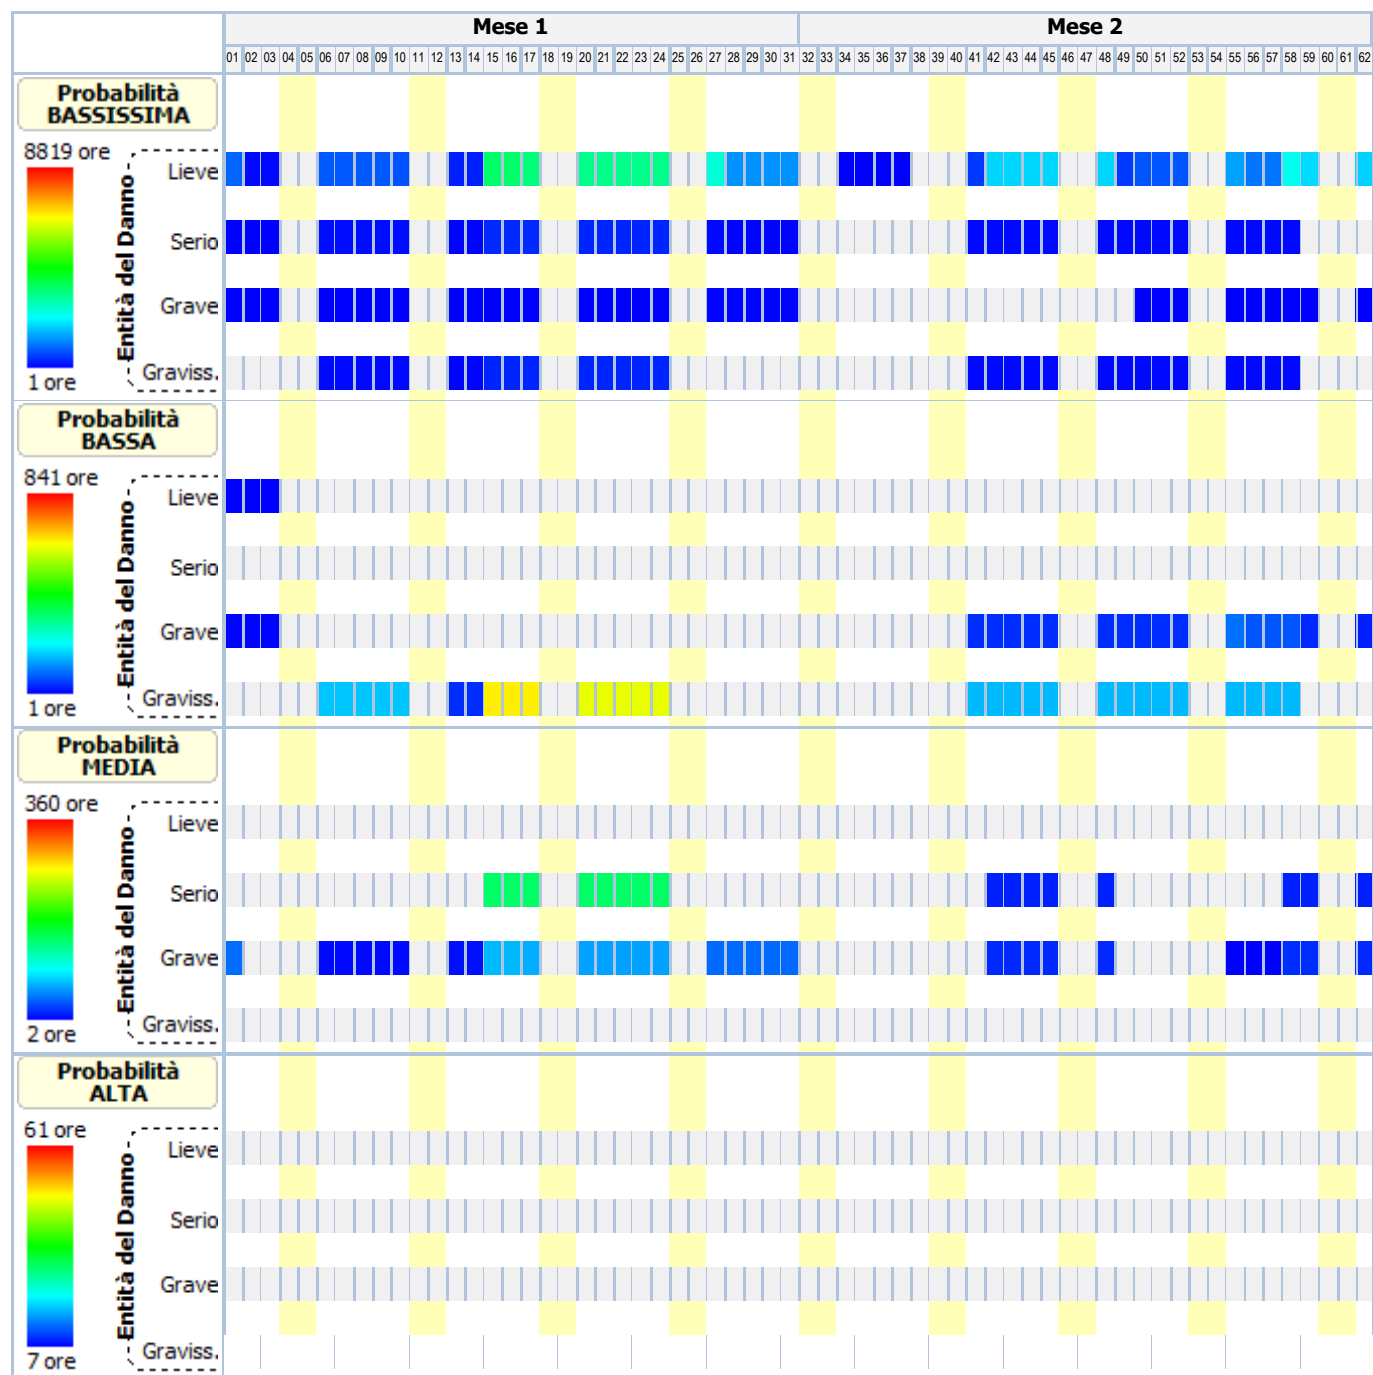 Mese 1 Mese 2
01 02 03 04 05 06 07 08 09 10 11 12 13 14 15 16 17 18 19 20 21 22 23 24 25 26 27 28 29 30 31 32 33 34 35 36 37 38 39 40 41 42 43 44 45 46 47 48 49 50 51 52 53 54 55 56 57 58 59 60 61 62
Probabilità
BASSISSIMA
8819 ore
Entità del Danno
Lieve
Serio
Grave
Graviss.
1 ore
Probabilità
BASSA
841 ore
Entità del Danno
Lieve
Serio
Grave
Graviss.
1 ore
Probabilità
MEDIA
360 ore
Entità del Danno
Lieve
Serio
Grave
Graviss.
2 ore
Probabilità
ALTA
61 ore
Entità del Danno
Lieve
Serio
Grave
Graviss.
7 ore